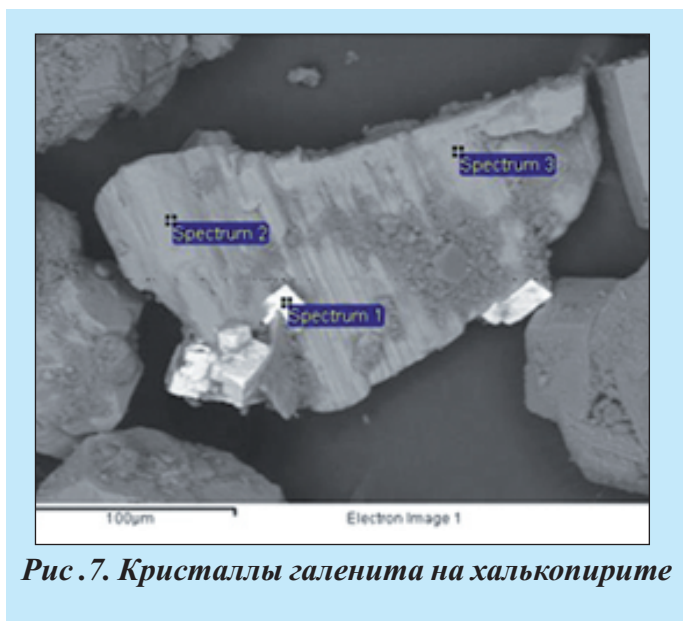 Spectrum 3
Spectrum 2
Spectrum 1
100µm Electron Image 1
Рис .7. Кристаллы галенита на халькопирите